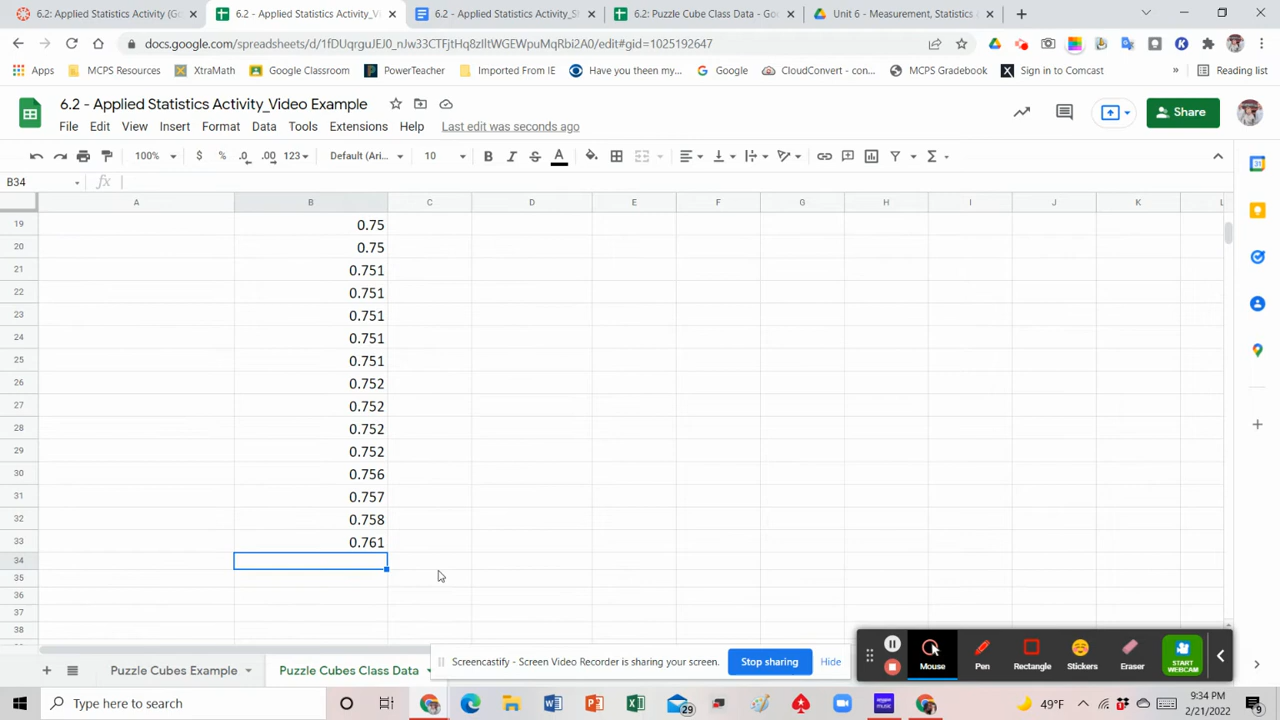 6.2: Applied Statistics Activity (Go
6.2 - Applied Statistics Activity_Vi
6.2 - Applied Statistics Activity_St
6.2: Puzzle Cube Class Data - Goo
Unit 6 - Measurement, Statistics &
docs.google.com/spreadsheets/d/1fDUqrguJEJ0_nJw33CTFjtHq8zItWGEWpxMqRbi2A0/edit#gid=1025192647
Apps
MCPS Resources
XtraMath
GoogleClassroom
PowerTeacher
Imported From IE
Have you theen my...
Google
CloudConvert - con...
MCPS Gradebook
Sign in to Comcast
»
Reading list
6.2 - Applied Statistics Activity_Video Example
File Edit View Insert Format Data Tools Extensions Help Last edit was seconds ago
Share
100% $ % .0 .00 123 Default (Ari... 10 B I S A Σ
B34 fx
A B C D E F G H I J K L
19 0.75
20 0.75
21 0.751
22 0.751
23 0.751
24 0.751
25 0.751
26 0.752
27 0.752
28 0.752
29 0.752
30 0.756
31 0.757
32 0.758
33 0.761
34
35
36
37
38
Puzzle Cubes Example
Puzzle Cubes Class Data
Screencastify - Screen Video Recorder is sharing your screen.
Stop sharing
Hide
Mouse
Pen
Rectangle
Stickers
Eraser
START
WEBCAM
Type here to search
29
49°F
9:34 PM
2/21/2022
9